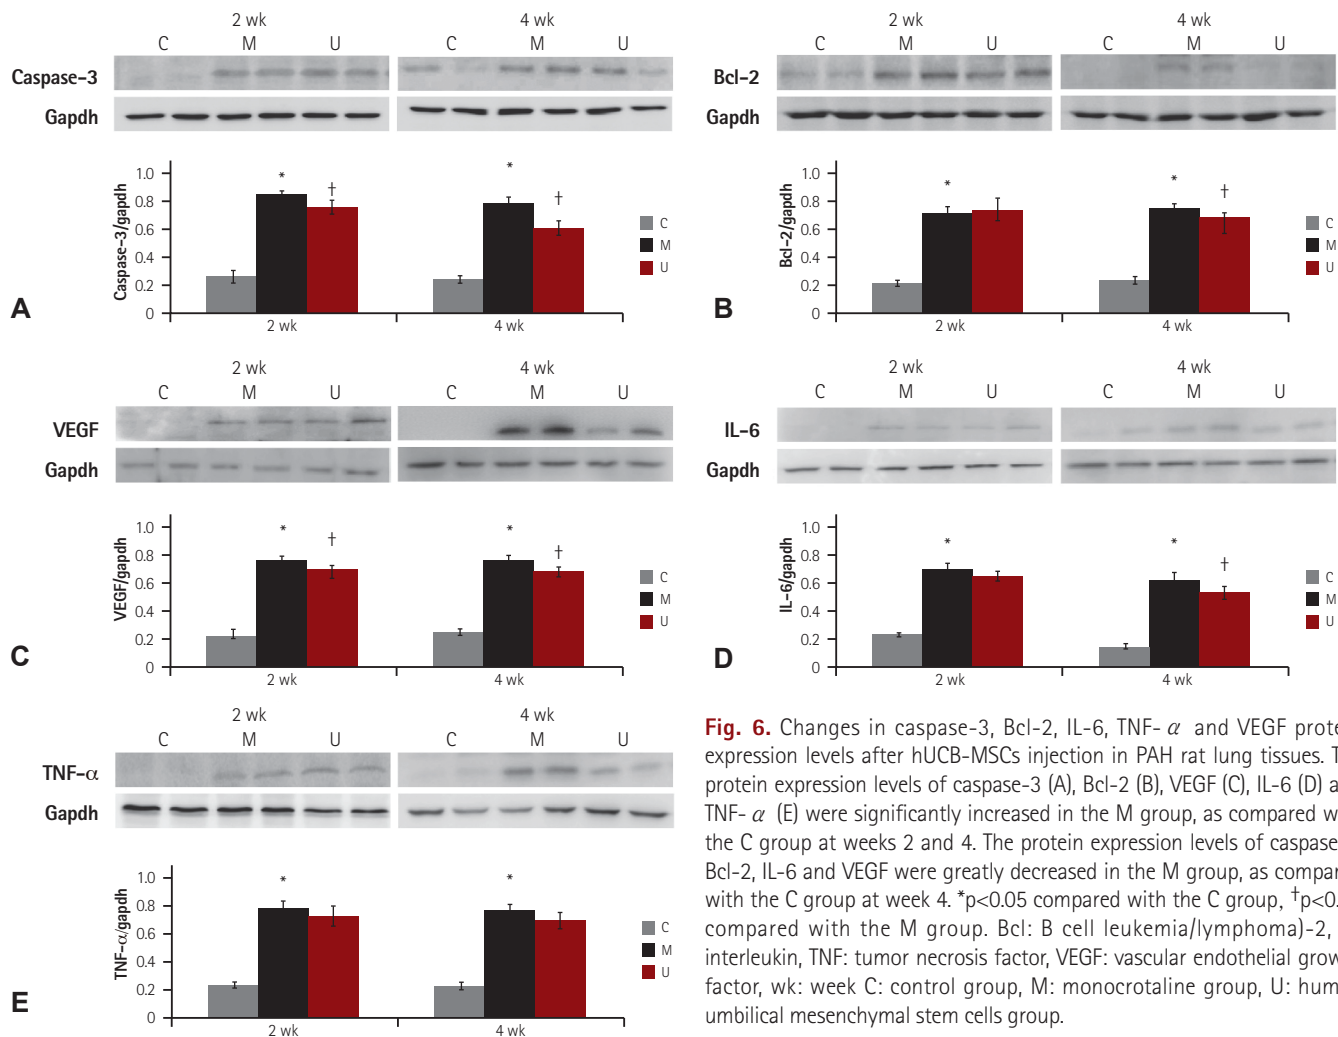 2 wk
4 wk
C M U C M U
Caspase-3
Gapdh
Caspase-3/gapdh
1.0
0.8
0.6
0.4
0.2
0
* † * †
2 wk 4 wk
C
M
U
A
2 wk
4 wk
C M U C M U
Bcl-2
Gapdh
Bcl-2/gapdh
1.0
0.8
0.6
0.4
0.2
0
* * †
2 wk 4 wk
C
M
U
B
2 wk
4 wk
C M U C M U
VEGF
Gapdh
VEGF/gapdh
1.0
0.8
0.6
0.4
0.2
0
* † * †
2 wk 4 wk
C
M
U
C
2 wk
4 wk
C M U C M U
IL-6
Gapdh
IL-6/gapdh
1.0
0.8
0.6
0.4
0.2
0
* * †
2 wk 4 wk
C
M
U
D
2 wk
4 wk
C M U C M U
TNF-α
Gapdh
TNF-α/gapdh
1.0
0.8
0.6
0.4
0.2
0
* *
2 wk 4 wk
C
M
U
E
Fig. 6. Changes in caspase-3, Bcl-2, IL-6, TNF- α and VEGF
expression levels after hUCB-MSCs injection in PAH rat lung tissues.
protein expression levels of caspase-3 (A), Bcl-2 (B), VEGF (C), IL-6 (D)
TNF- α (E) were significantly increased in the M group, as compared
the C group at weeks 2 and 4. The protein expression levels of
Bcl-2, IL-6 and VEGF were greatly decreased in the M group, as
with the C group at week 4. *p<0.05 compared with the C group,
compared with the M group. Bcl: B cell leukemia/lymphoma)-2,
interleukin, TNF: tumor necrosis factor, VEGF: vascular endothelial
factor, wk: week C: control group, M: monocrotaline group, U:
umbilical mesenchymal stem cells group.